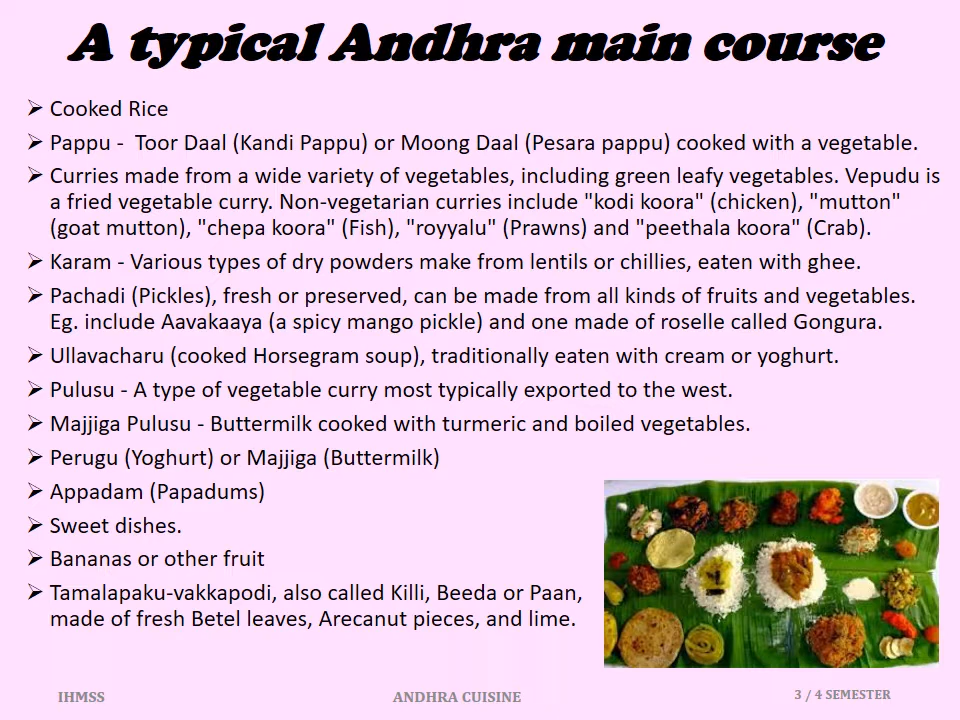 A typical Andhra main course
➢ Cooked Rice
➢ Pappu -  Toor Daal (Kandi Pappu) or Moong Daal (Pesara pappu) cooked with a vegetable.
➢ Curries made from a wide variety of vegetables, including green leafy vegetables. Vepudu is
a fried vegetable curry. Non-vegetarian curries include "kodi koora" (chicken), "mutton"
(goat mutton), "chepa koora" (Fish), "royyalu" (Prawns) and "peethala koora" (Crab).
➢ Karam - Various types of dry powders make from lentils or chillies, eaten with ghee.
➢ Pachadi (Pickles), fresh or preserved, can be made from all kinds of fruits and vegetables.
Eg. include Aavakaaya (a spicy mango pickle) and one made of roselle called Gongura.
➢ Ullavacharu (cooked Horsegram soup), traditionally eaten with cream or yoghurt.
➢ Pulusu - A type of vegetable curry most typically exported to the west.
➢ Majjiga Pulusu - Buttermilk cooked with turmeric and boiled vegetables.
➢ Perugu (Yoghurt) or Majjiga (Buttermilk)
➢ Appadam (Papadums)
➢ Sweet dishes.
➢ Bananas or other fruit
➢ Tamalapaku-vakkapodi, also called Killi, Beeda or Paan,
made of fresh Betel leaves, Arecanut pieces, and lime.
IHMSS
ANDHRA CUISINE
3 / 4 SEMESTER